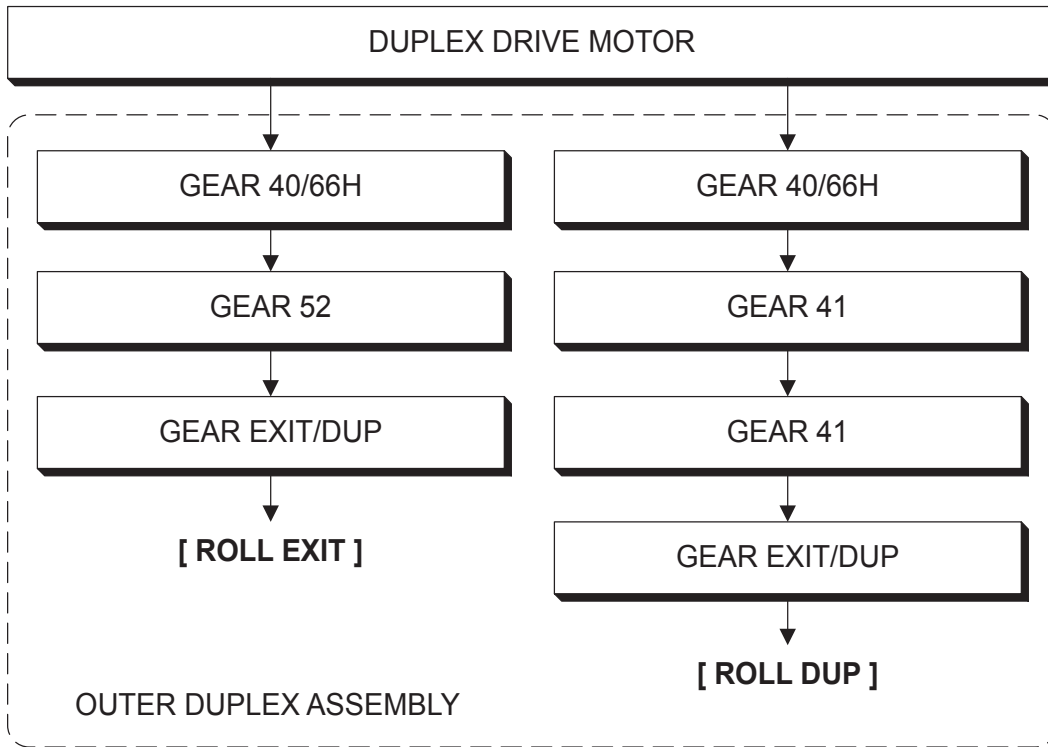 DUPLEX DRIVE MOTOR
GEAR 40/66H
GEAR 52
GEAR EXIT/DUP
[ ROLL EXIT ]
GEAR 40/66H
GEAR 41
GEAR 41
GEAR EXIT/DUP
[ ROLL DUP ]
OUTER DUPLEX ASSEMBLY